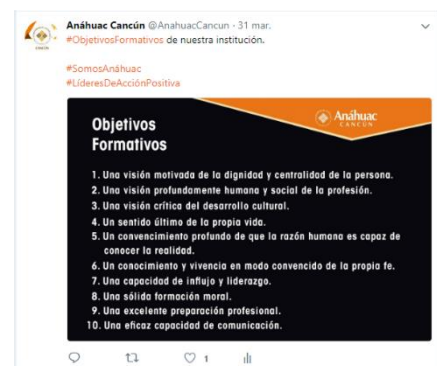 Anáhuac Cancún @AnahuacCancun · 31 mar.
#ObjetivosFormativos de nuestra institución.
#SomosAnáhuac
#LíderesDeAcciónPositiva
Anáhuac
CANCÚN
Objetivos
Formativos
1. Una visión motivada de la dignidad y centralidad de la persona.
2. Una visión profundamente humana y social de la profesión.
3. Una visión crítica del desarrollo cultural.
4. Un sentido último de la propia vida.
5. Un convencimiento profundo de que la razón humana es capaz de
conocer la realidad.
6. Un conocimiento y vivencia en modo convencido de la propia fe.
7. Una capacidad de influjo y liderazgo.
8. Una sólida formación moral.
9. Una excelente preparación profesional.
10. Una eficaz capacidad de comunicación.
1